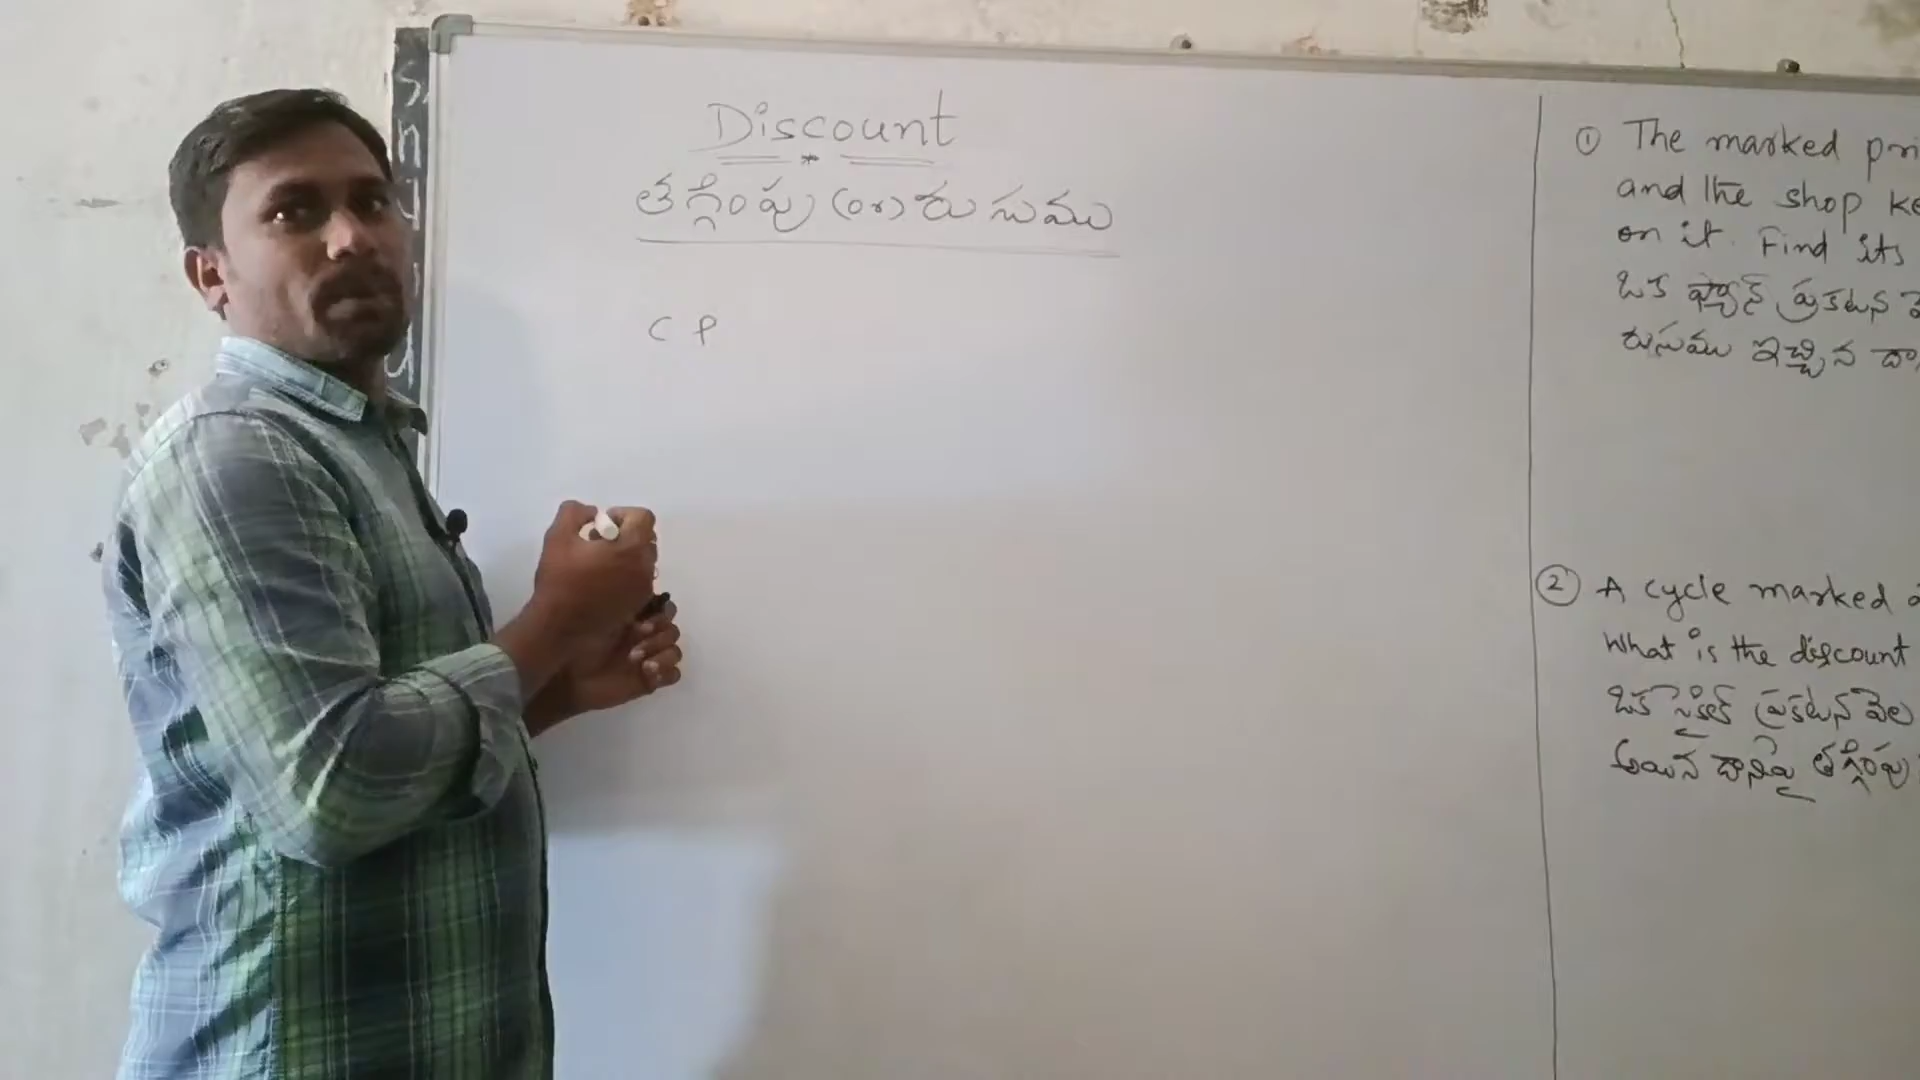 Discount
తగ్గింపు (or) రుసుము
C P
① The marked
and the shop
on it. Find its
ఒక ఫ్యాన్ ప్రకటన
రుసుము ఇచ్చిన
② A cycle marked
What is the discount
ఒక సైకిల్ ప్రకటన వెల
అయిన దానిపై తగ్గింపు